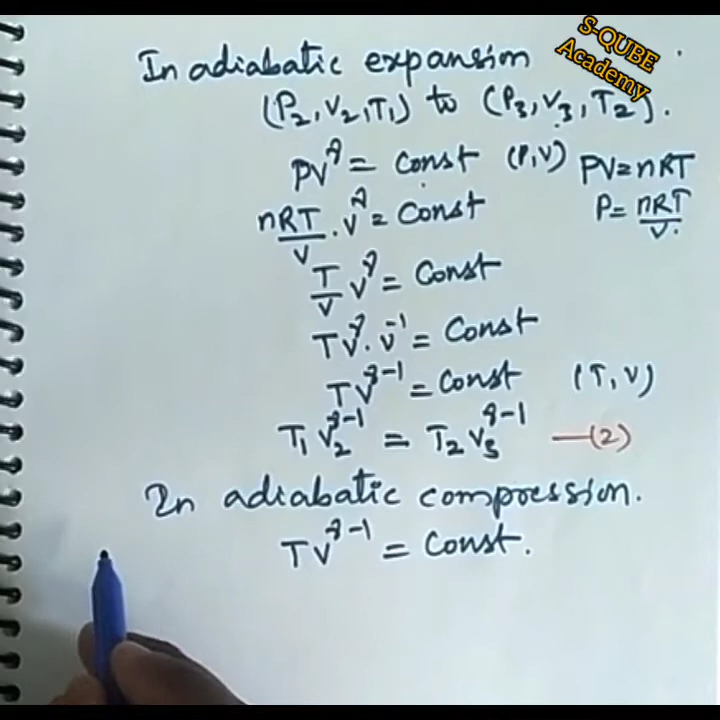 S-QUBE
Academy
In adiabatic expansion
(P₂, V₂, T₁) to (P₃, V₃, T₂).
PV^γ = Const (P, V) PV = nRT
nRT/V . V^γ = Const P = nRT/V.
T/V V^γ = Const
TV^γ . V^-1 = Const
TV^γ-1 = Const (T, V)
T₁ V₂^γ-1 = T₂ V₃^γ-1 —(2)
In adiabatic compression.
TV^γ-1 = Const.